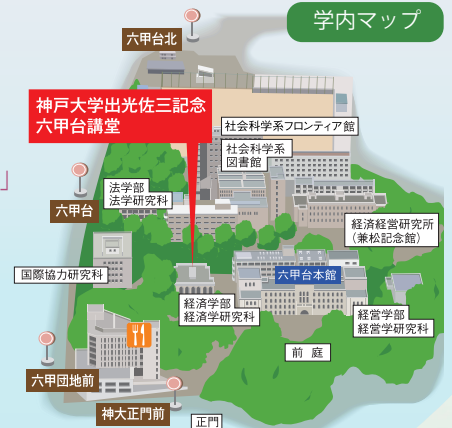 学内マップ
六甲台北
神戸大学出光佐三記念
六甲台講堂
社会科学系フロンティア館
社会科学系
図書館
」
法学部
法学研究科
六甲台
経済経営研究所
（兼松記念館）
国際協力研究科
六甲台本館
経済学部
経済学研究科
経営学部
経営学研究科
前庭
六甲団地前
神大正門前
正門